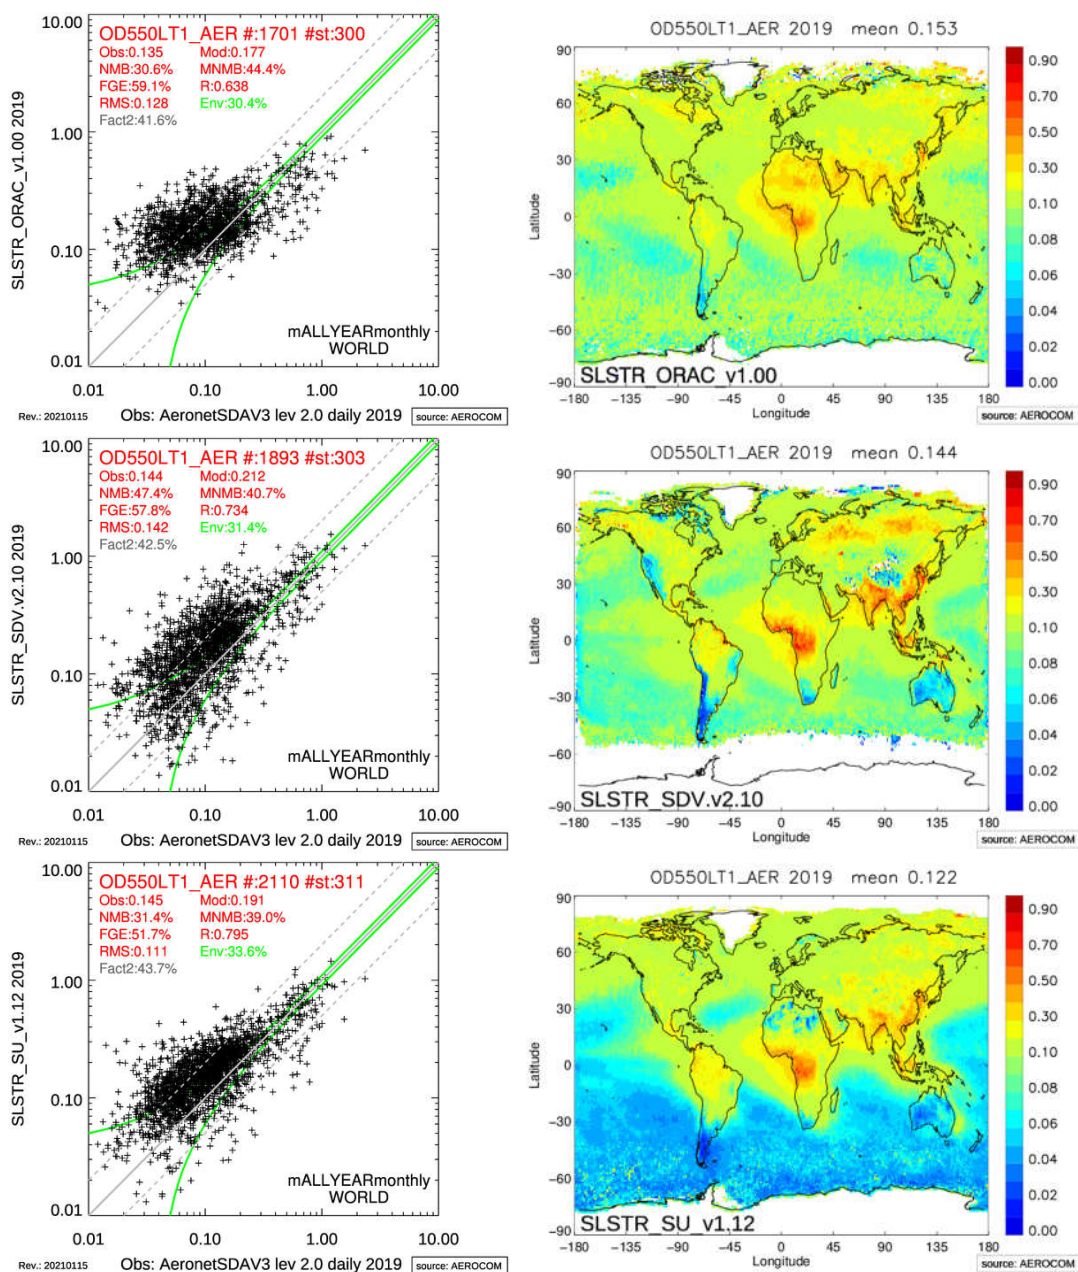 OD550LT1_AER #:1701 #st:300
Obs:0.135 Mod:0.177
NMB:30.6% MNMB:44.4%
FGE:59.1% R:0.638
RMS:0.128 Env:30.4%
Fact2:41.6%
10.00
1.00
0.10
0.01
SLSTR_ORAC_v1.00 2019
mALLYEARmonthly
WORLD
0.01 0.10 1.00 10.00
Rev.: 20210115 Obs: AeronetSDAV3 lev 2.0 daily 2019 source: AEROCOM
OD550LT1_AER 2019 mean 0.153
90
60
30
0
−30
−60
−90
Latitude
SLSTR_ORAC_v1.00
−180 −135 −90 −45 0 45 90 135 180
Longitude
source: AEROCOM
0.90
0.70
0.50
0.40
0.30
0.20
0.10
0.08
0.06
0.04
0.02
0.00
OD550LT1_AER #:1893 #st:303
Obs:0.144 Mod:0.212
NMB:47.4% MNMB:40.7%
FGE:57.8% R:0.734
RMS:0.142 Env:31.4%
Fact2:42.5%
10.00
1.00
0.10
0.01
SLSTR_SDV.v2.10 2019
mALLYEARmonthly
WORLD
0.01 0.10 1.00 10.00
Rev.: 20210115 Obs: AeronetSDAV3 lev 2.0 daily 2019 source: AEROCOM
OD550LT1_AER 2019 mean 0.144
90
60
30
0
−30
−60
−90
Latitude
SLSTR_SDV.v2.10
−180 −135 −90 −45 0 45 90 135 180
Longitude
source: AEROCOM
0.90
0.70
0.50
0.40
0.30
0.20
0.10
0.08
0.06
0.04
0.02
0.00
OD550LT1_AER #:2110 #st:311
Obs:0.145 Mod:0.191
NMB:31.4% MNMB:39.0%
FGE:51.7% R:0.795
RMS:0.111 Env:33.6%
Fact2:43.7%
10.00
1.00
0.10
0.01
SLSTR_SU_v1.12 2019
mALLYEARmonthly
WORLD
0.01 0.10 1.00 10.00
Rev.: 20210115 Obs: AeronetSDAV3 lev 2.0 daily 2019 source: AEROCOM
OD550LT1_AER 2019 mean 0.122
90
60
30
0
−30
−60
−90
Latitude
SLSTR_SU_v1.12
−180 −135 −90 −45 0 45 90 135 180
Longitude
source: AEROCOM
0.90
0.70
0.50
0.40
0.30
0.20
0.10
0.08
0.06
0.04
0.02
0.00